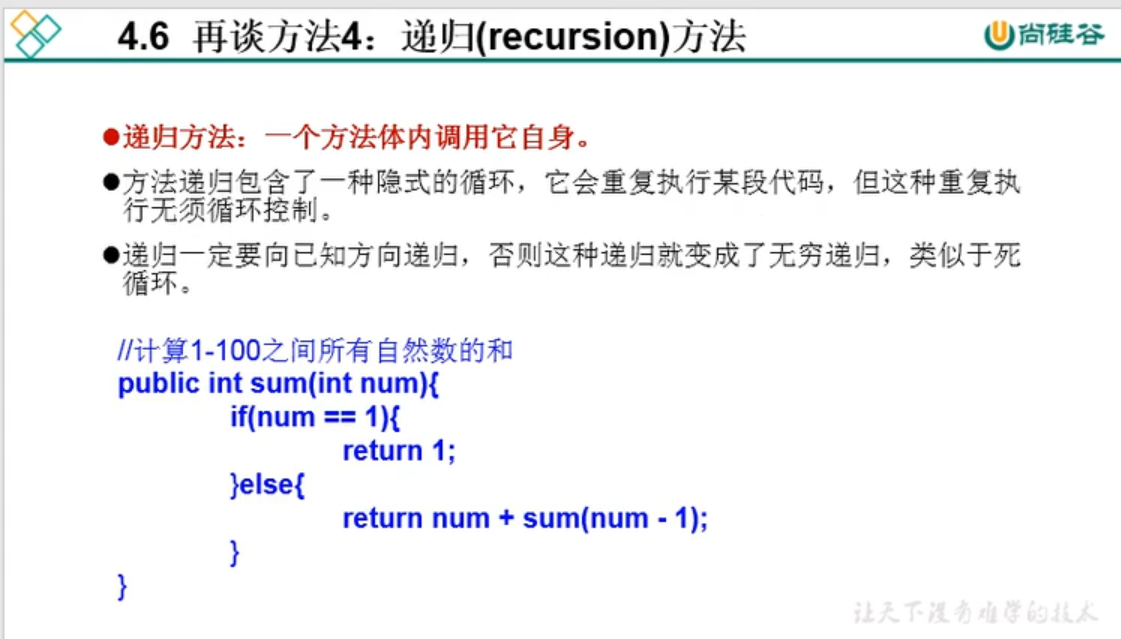 4.6 再谈方法4：递归(recursion)方法
尚硅谷
●递归方法：一个方法体内调用它自身。
●方法递归包含了一种隐式的循环，它会重复执行某段代码，但这种重复执
行无须循环控制。
●递归一定要向已知方向递归，否则这种递归就变成了无穷递归，类似于死
循环。
//计算1-100之间所有自然数的和
public int sum(int num){
if(num == 1){
return 1;
}else{
return num + sum(num - 1);
}
}
让天下没有难学的技术